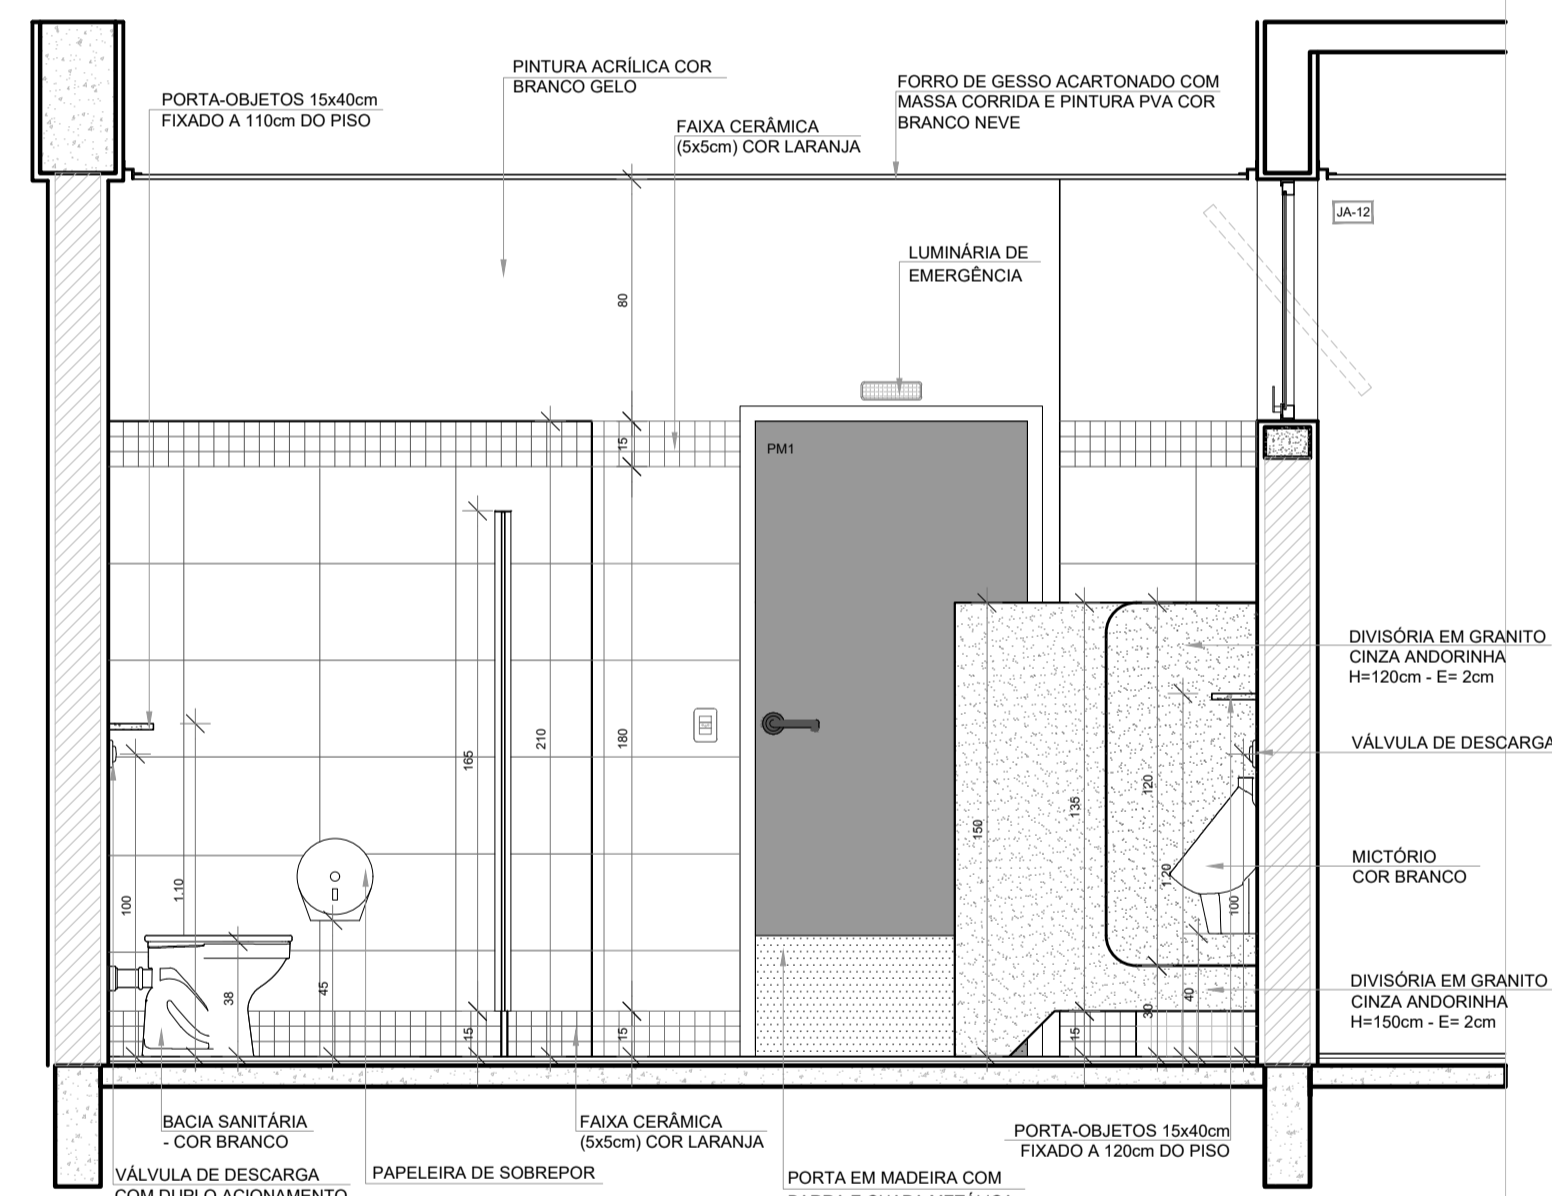 PINTURA ACRÍLICA COR
BRANCO GELO
PORTA-OBJETOS 15x40cm
FIXADO A 110cm DO PISO
FAIXA CERÂMICA
(5x5cm) COR LARANJA
FORRO DE GESSO ACARTONADO COM
MASSA CORRIDA E PINTURA PVA COR
BRANCO NEVE
JA-12
LUMINÁRIA DE
EMERGÊNCIA
80
15
PM1
165
210
180
100
1.10
38
45
15
15
150
135
120
1.20
100
40
30
15
DIVISÓRIA EM GRANITO
CINZA ANDORINHA
H=120cm - E= 2cm
VÁLVULA DE DESCARGA
MICTÓRIO
COR BRANCO
DIVISÓRIA EM GRANITO
CINZA ANDORINHA
H=150cm - E= 2cm
BACIA SANITÁRIA
- COR BRANCO
VÁLVULA DE DESCARGA
COM DUPLO ACIONAMENTO
PAPELEIRA DE SOBREPOR
FAIXA CERÂMICA
(5x5cm) COR LARANJA
PORTA EM MADEIRA COM
PORTA-OBJETOS 15x40cm
FIXADO A 120cm DO PISO